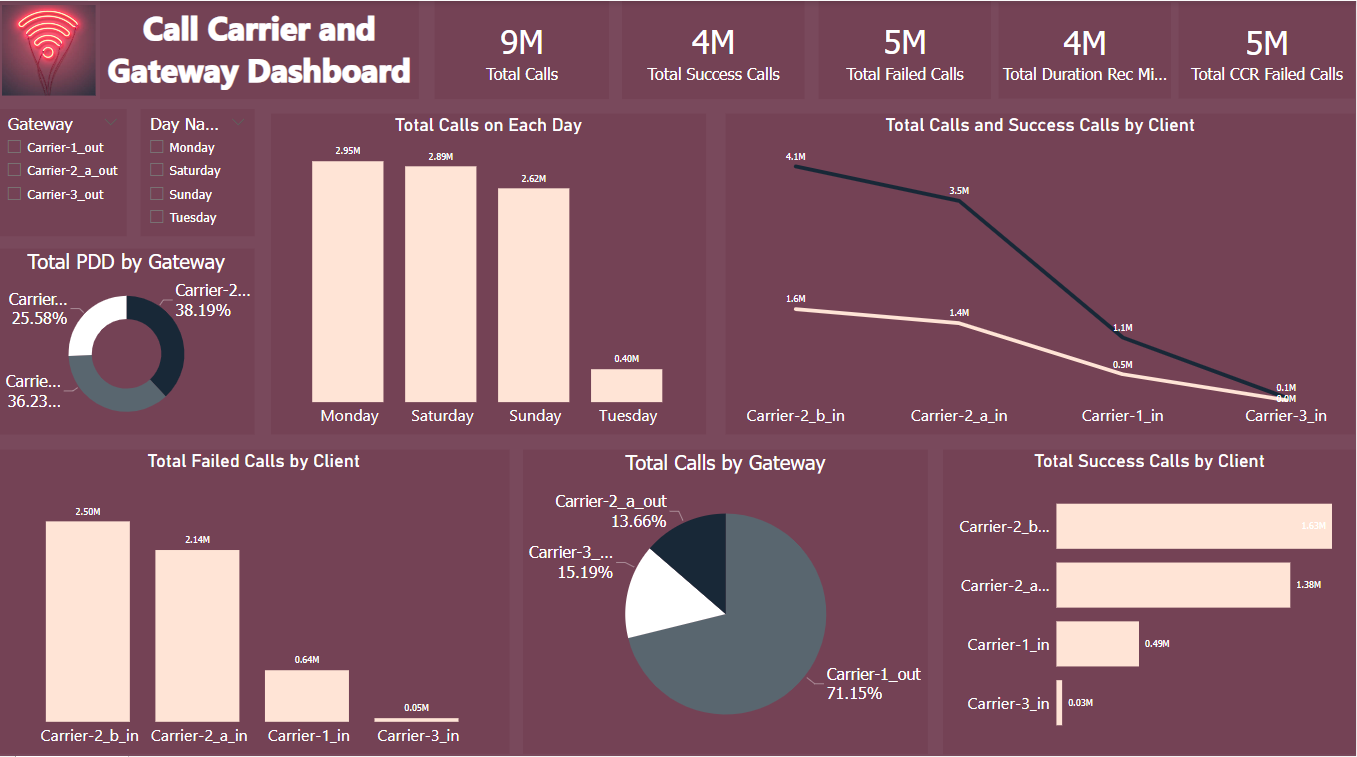 Call Carrier and
Gateway Dashboard
9M
Total Calls
4M
Total Success Calls
5M
Total Failed Calls
4M
Total Duration Rec Mi...
5M
Total CCR Failed Calls
Gateway
Carrier-1_out
Carrier-2_a_out
Carrier-3_out
Day Na...
Monday
Saturday
Sunday
Tuesday
Total PDD by Gateway
Carrier-2...
38.19%
Carrier...
25.58%
Carrie...
36.23...
Total Calls on Each Day
2.95M
2.89M
2.62M
0.40M
Monday Saturday Sunday Tuesday
Total Calls and Success Calls by Client
4.1M
3.5M
1.1M
0.1M
1.6M
1.4M
0.5M
0.0M
Carrier-2_b_in Carrier-2_a_in Carrier-1_in Carrier-3_in
Total Failed Calls by Client
2.50M
2.14M
0.64M
0.05M
Carrier-2_b_in Carrier-2_a_in Carrier-1_in Carrier-3_in
Total Calls by Gateway
Carrier-2_a_out
13.66%
Carrier-3_...
15.19%
Carrier-1_out
71.15%
Total Success Calls by Client
Carrier-2_b... 1.63M
Carrier-2_a... 1.38M
Carrier-1_in 0.49M
Carrier-3_in 0.03M